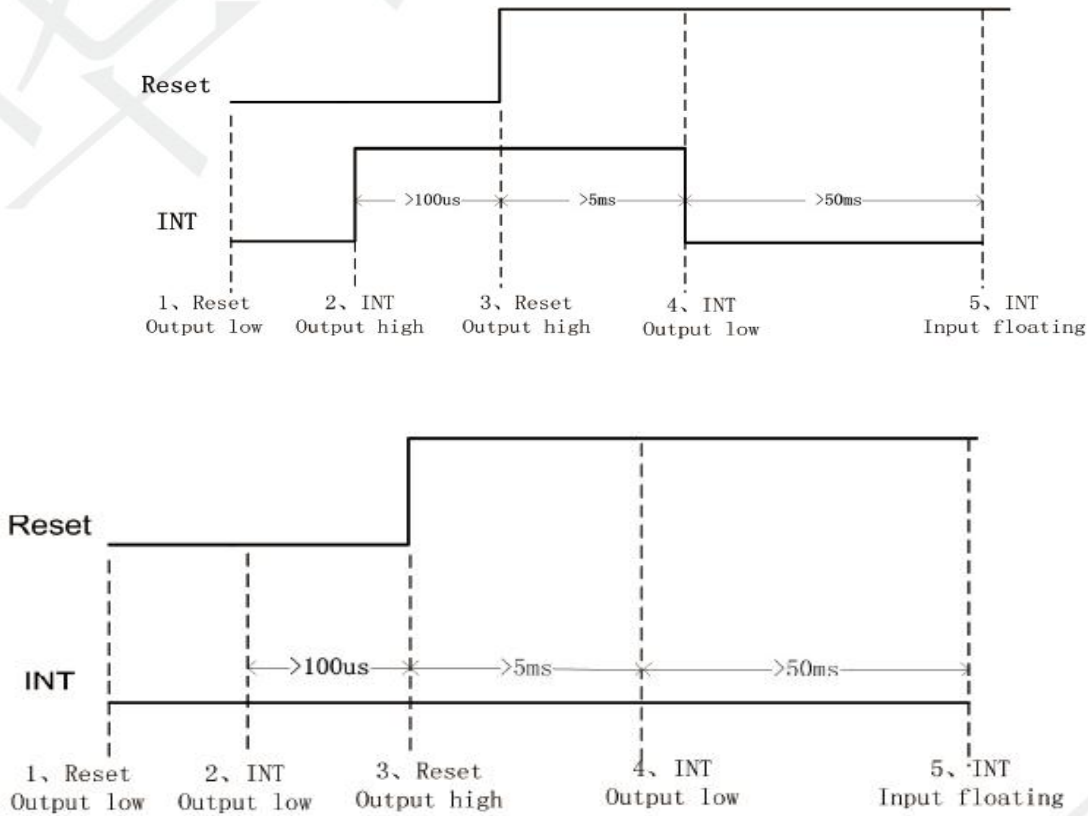 Reset
>100us
>5ms
>50ms
INT
1、Reset
Output low
2、INT
Output high
3、Reset
Output high
4、INT
Output low
5、INT
Input floating
Reset
>100us
>5ms
>50ms
INT
1、Reset
Output low
2、INT
Output low
3、Reset
Output high
4、INT
Output low
5、INT
Input floating